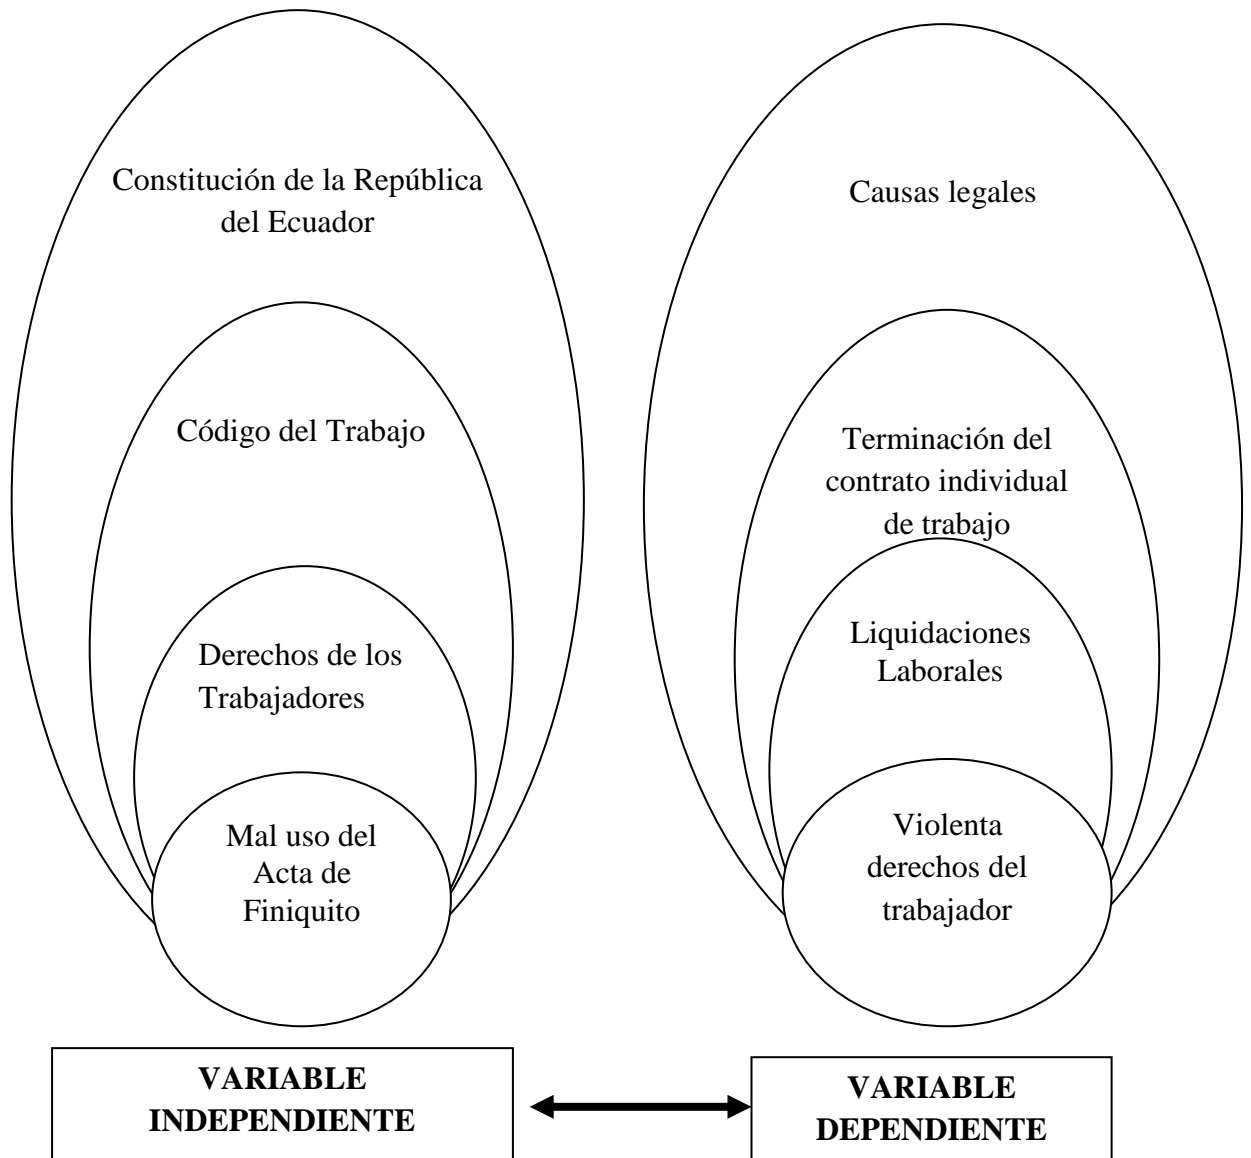 Constitución de la República
del Ecuador
Código del Trabajo
Derechos de los
Trabajadores
Mal uso del
Acta de
Finiquito
VARIABLE
INDEPENDIENTE
Causas legales
Terminación del
contrato individual
de trabajo
Liquidaciones
Laborales
Violenta
derechos del
trabajador
VARIABLE
DEPENDIENTE